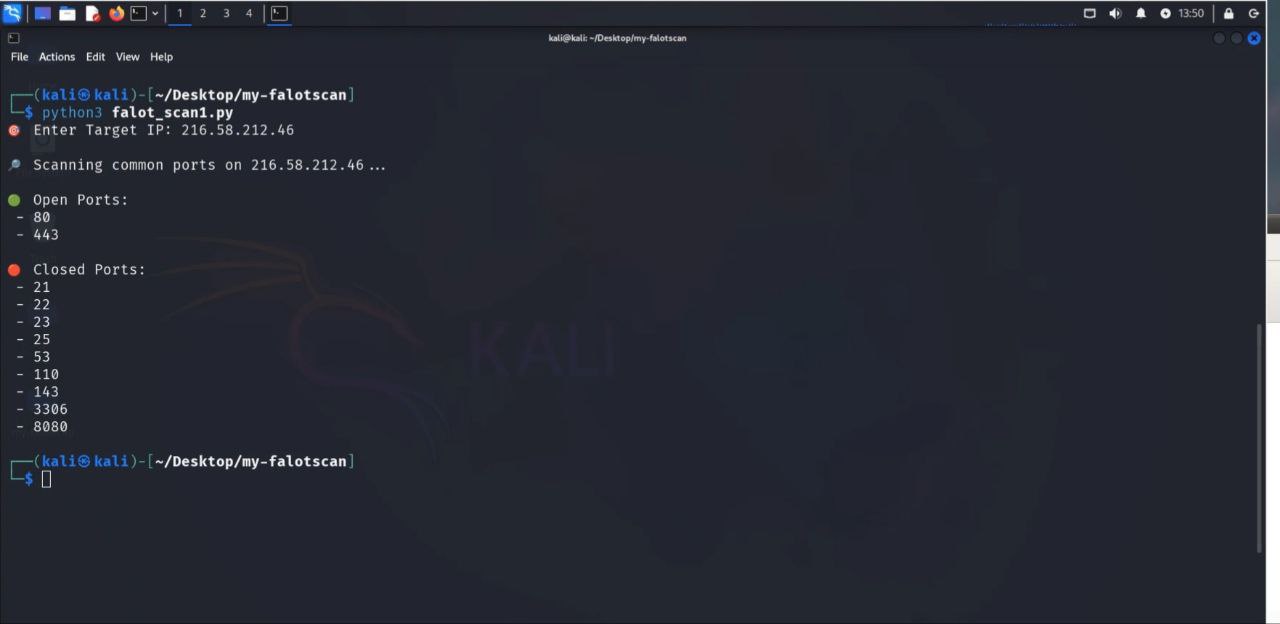 1 2 3 4
13:50
kali@kali: ~/Desktop/my-falotscan
File Actions Edit View Help
┌──(kali㉿kali)-[~/Desktop/my-falotscan]
└─$ python3 falot_scan1.py
🎯 Enter Target IP: 216.58.212.46
🔎 Scanning common ports on 216.58.212.46...
🟢 Open Ports:
- 80
- 443
🔴 Closed Ports:
- 21
- 22
- 23
- 25
- 53
- 110
- 143
- 3306
- 8080
KALI
┌──(kali㉿kali)-[~/Desktop/my-falotscan]
└─$